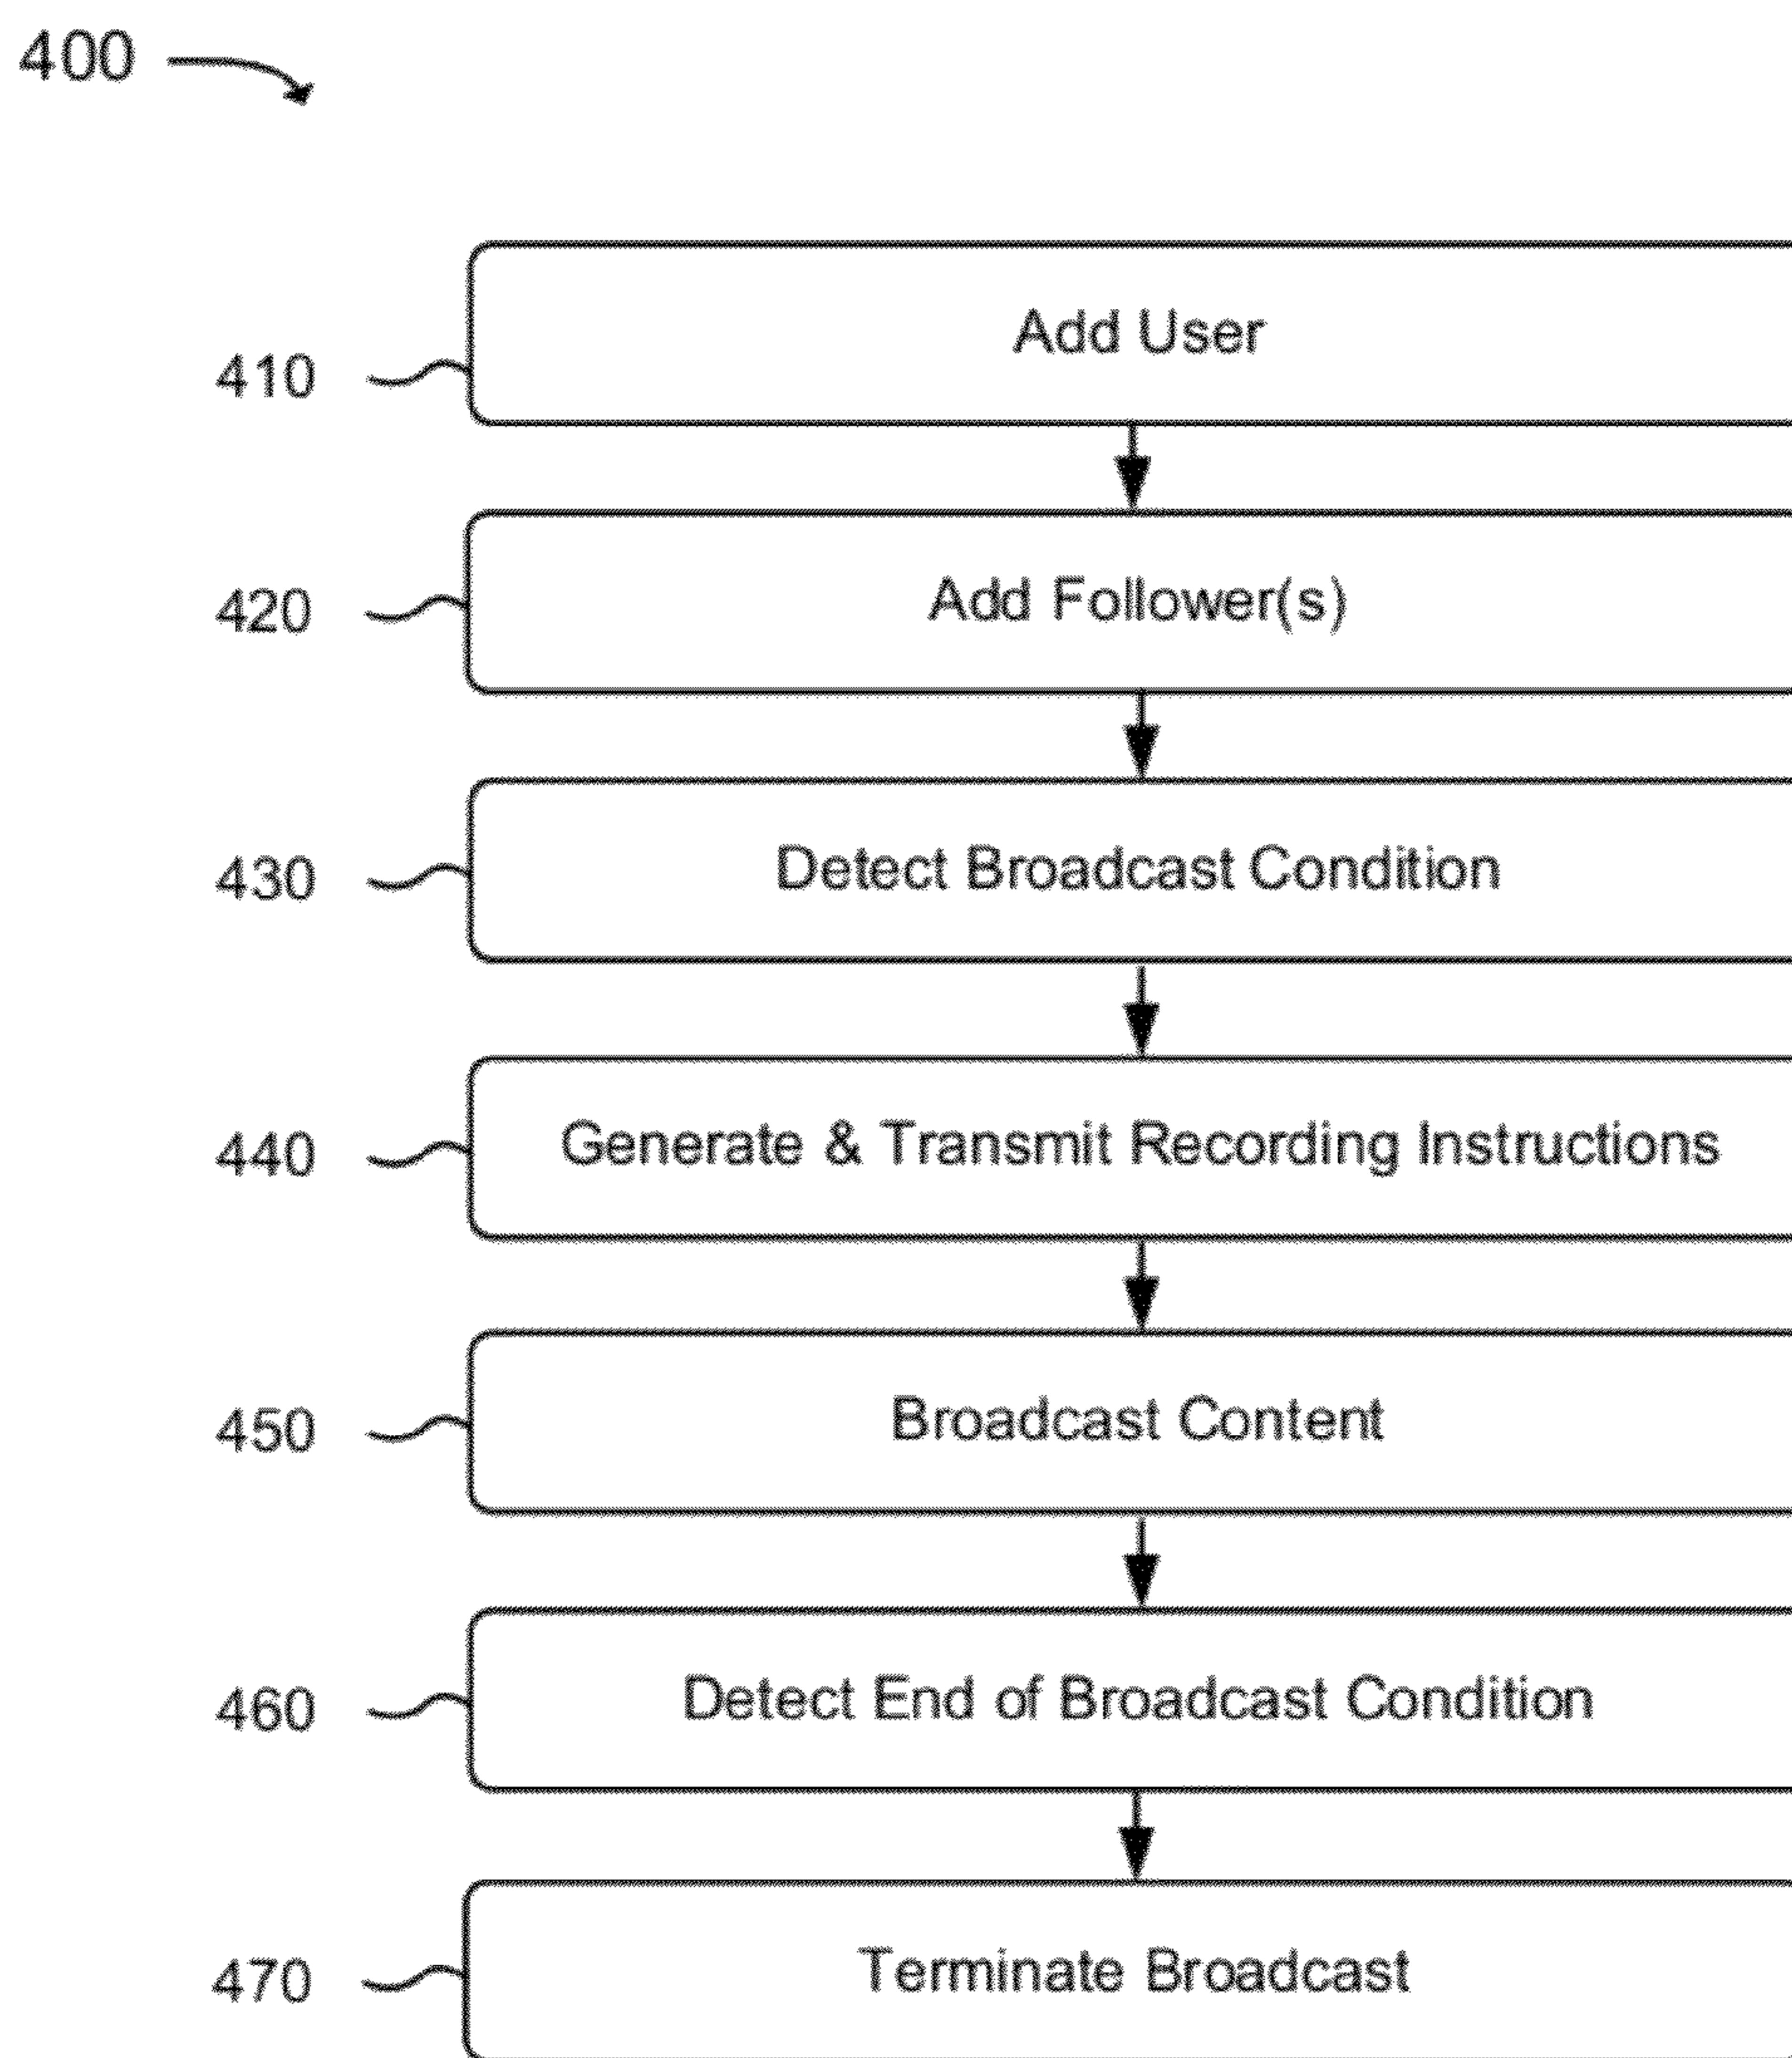 400
Add User
410
Add Follower(s)
420
Detect Broadcast Condition
430
Generate & Transmit Recording Instructions
440
Broadcast Content
450
Detect End of Broadcast Condition
460
Terminate Broadcast
470